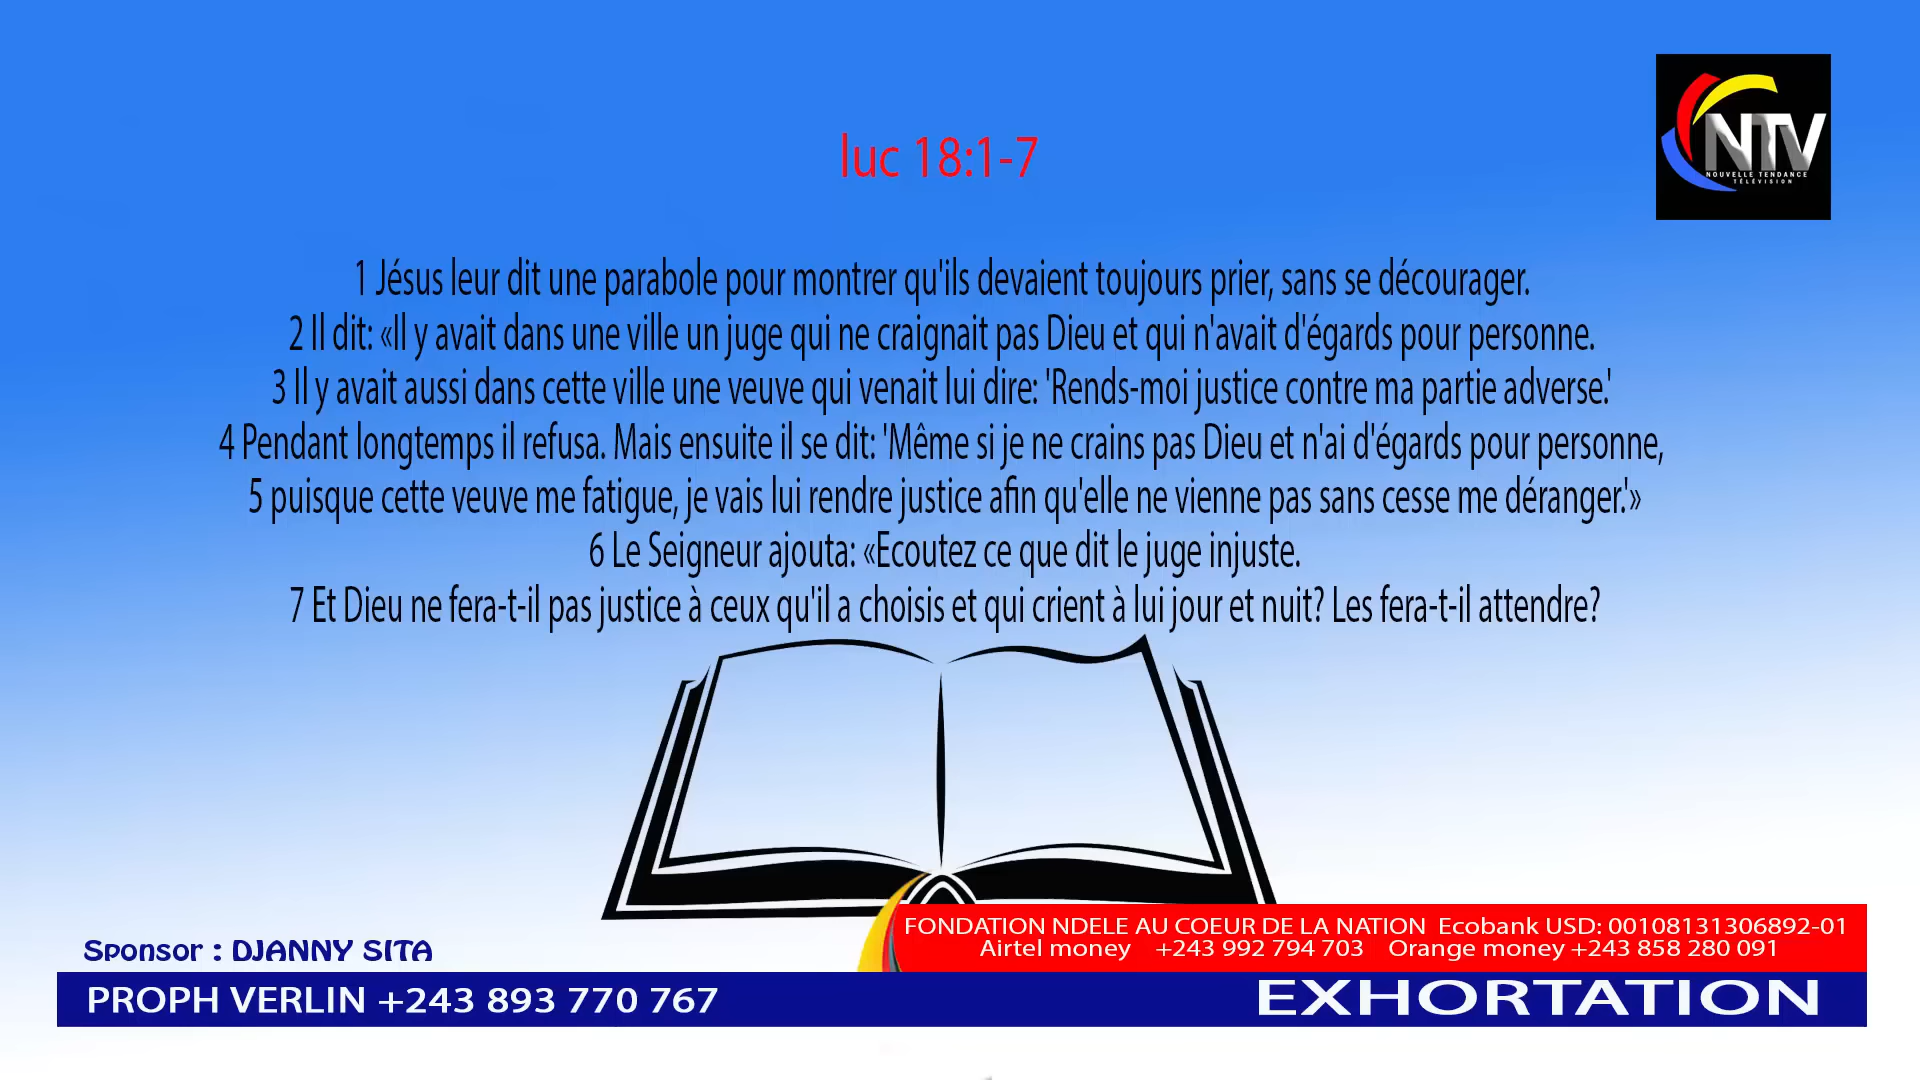 NTV
NOUVELLE TENDANCE
TÉLÉVISION
luc 18:1-7
1 Jésus leur dit une parabole pour montrer qu'ils devaient toujours prier, sans se décourager.
2 Il dit: «Il y avait dans une ville un juge qui ne craignait pas Dieu et qui n'avait d'égards pour personne.
3 Il y avait aussi dans cette ville une veuve qui venait lui dire: 'Rends-moi justice contre ma partie adverse.'
4 Pendant longtemps il refusa. Mais ensuite il se dit: 'Même si je ne crains pas Dieu et n'ai d'égards pour personne,
5 puisque cette veuve me fatigue, je vais lui rendre justice afin qu'elle ne vienne pas sans cesse me déranger.'»
6 Le Seigneur ajouta: «Ecoutez ce que dit le juge injuste.
7 Et Dieu ne fera-t-il pas justice à ceux qu'il a choisis et qui crient à lui jour et nuit? Les fera-t-il attendre?
FONDATION NDELE AU COEUR DE LA NATION Ecobank USD: 00108131306892-01
Airtel money +243 992 794 703 Orange money +243 858 280 091
Sponsor : DJANNY SITA
PROPH VERLIN +243 893 770 767
EXHORTATION